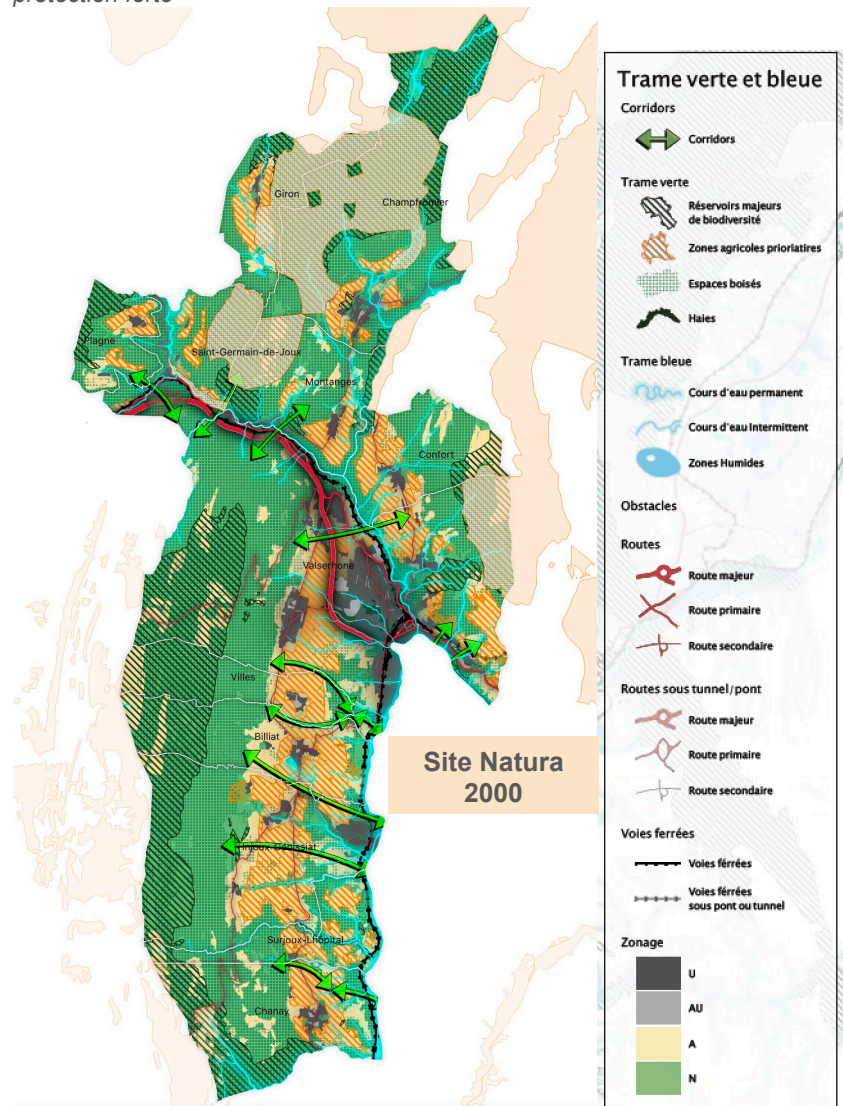 protection forte
Giron
Champfromier
Plagne
Saint-Germain-de-Joux
Montanges
Confort
Valserhône
Villes
Billiat
Injoux-Génissiat
Surjoux-Lhopital
Chanay
Site Natura
2000
Trame verte et bleue
Corridors
Corridors
Trame verte
Réservoirs majeurs
de biodiversité
Zones agricoles prioriatires
Espaces boisés
Haies
Trame bleue
Cours d'eau permanent
Cours d'eau Intermittent
Zones Humides
Obstacles
Routes
Route majeur
Route primaire
Route secondaire
Routes sous tunnel/pont
Route majeur
Route primaire
Route secondaire
Voies ferrées
Voies férrées
Voies férrées
sous pont ou tunnel
Zonage
U
AU
A
N